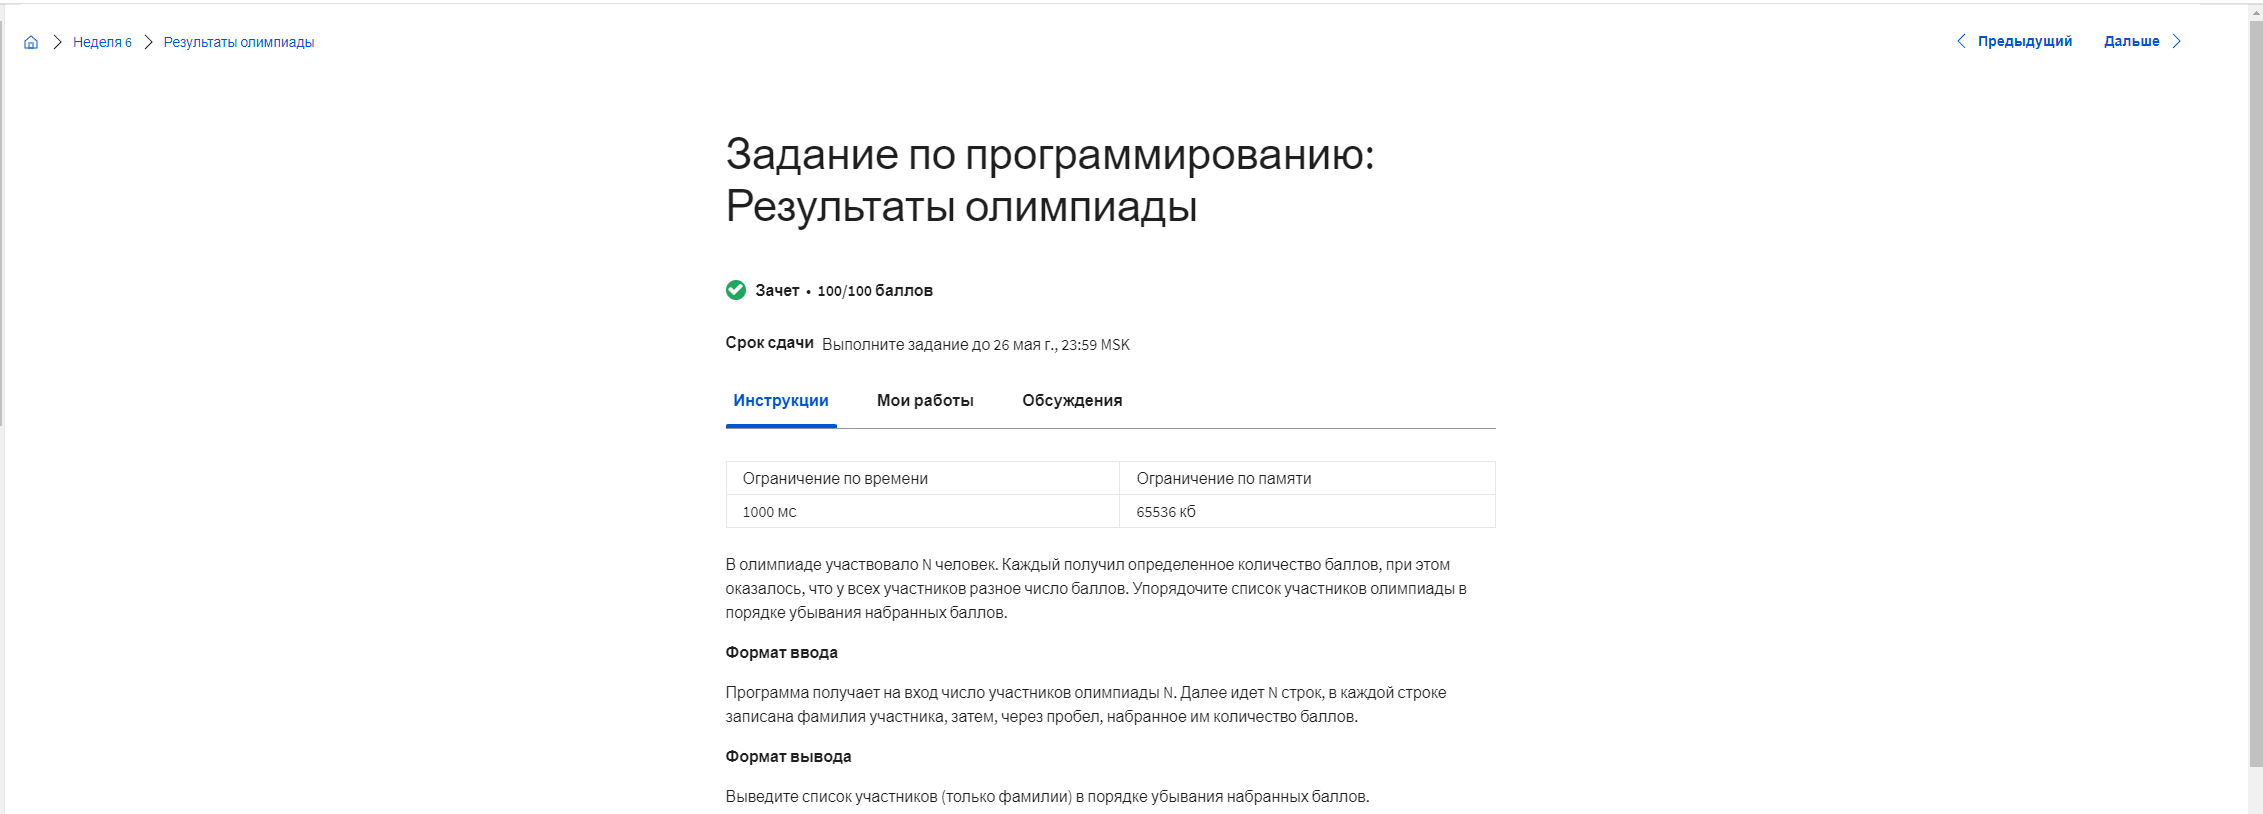 Неделя 6 Результаты олимпиады Предыдущий Дальше
Задание по программированию:
Результаты олимпиады
Зачет • 100/100 баллов
Срок сдачи Выполните задание до 26 мая г., 23:59 MSK
Инструкции Мои работы Обсуждения
Ограничение по времени Ограничение по памяти
1000 мс 65536 кб
В олимпиаде участвовало N человек. Каждый получил определенное количество баллов, при этом
оказалось, что у всех участников разное число баллов. Упорядочите список участников олимпиады в
порядке убывания набранных баллов.
Формат ввода
Программа получает на вход число участников олимпиады N. Далее идет N строк, в каждой строке
записана фамилия участника, затем, через пробел, набранное им количество баллов.
Формат вывода
Выведите список участников (только фамилии) в порядке убывания набранных баллов.